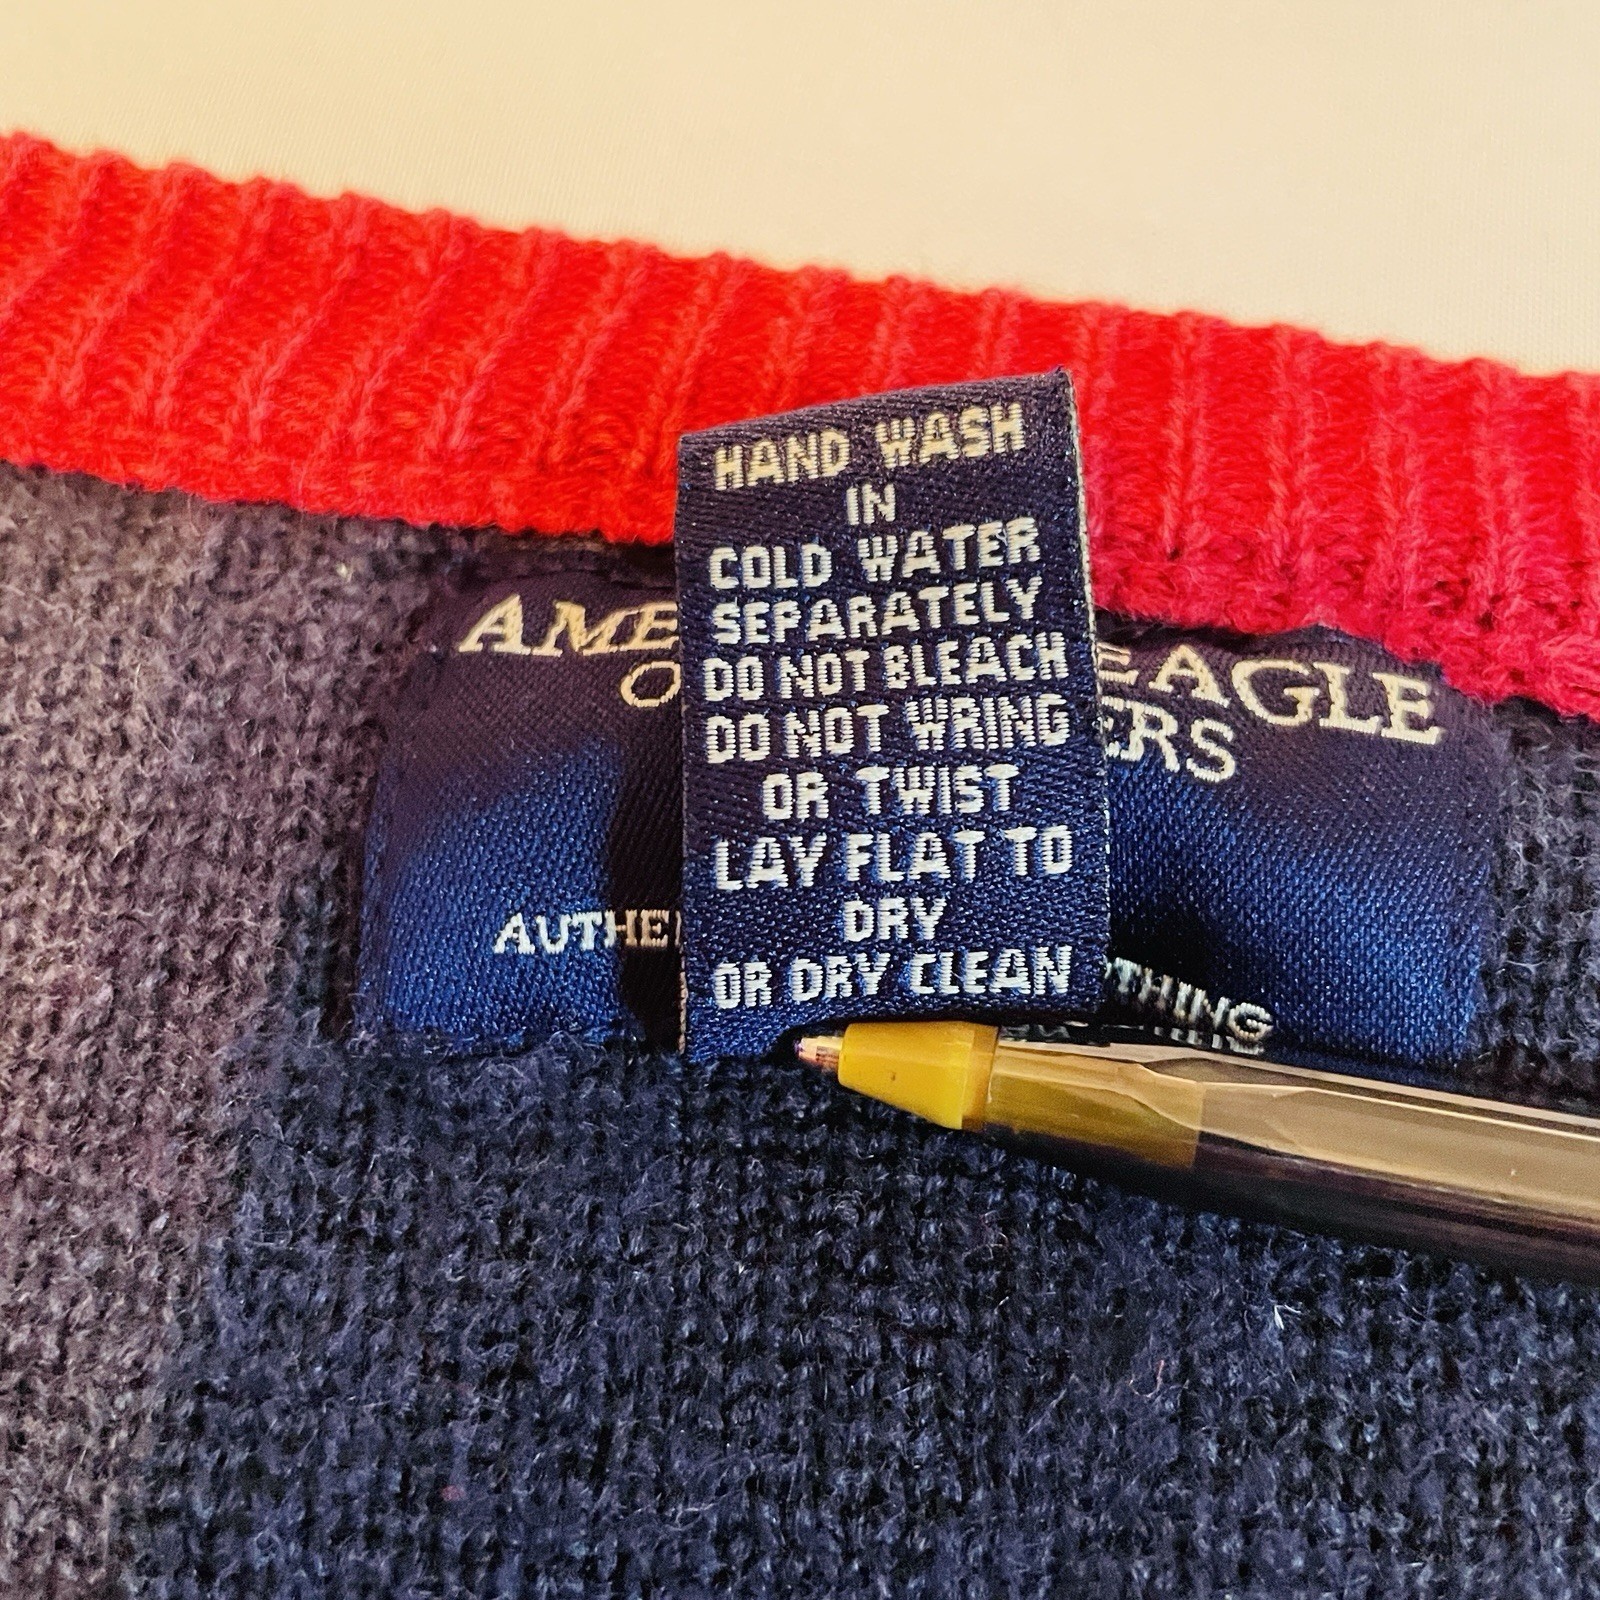 HAND WASH
IN
COLD WATER
SEPARATELY
DO NOT BLEACH
DO NOT WRING
OR TWIST
LAY FLAT TO
DRY
OR DRY CLEAN
AME EAGLE
O ERS
AUTHE THING